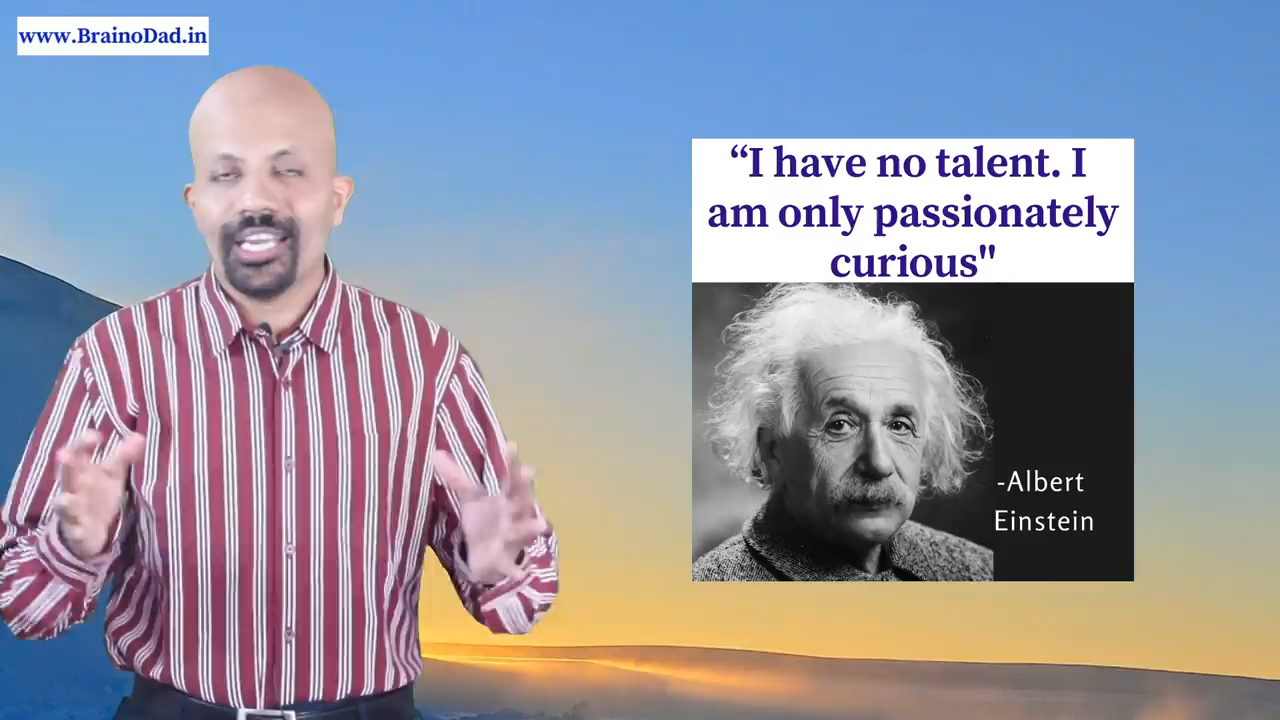 www.BrainoDad.in
“I have no talent. I
am only passionately
curious"
-Albert
Einstein